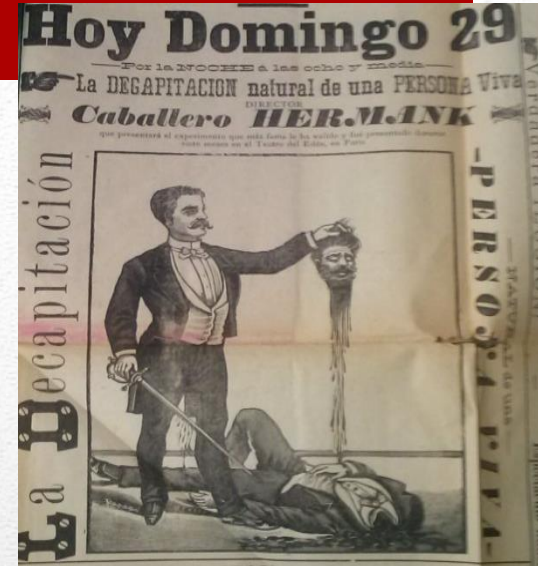 Hoy Domingo 29
Por la NOCHE a las ocho y media
La DEGAPITACION natural de una PERSONA Viva
DIRECTOR
Caballero HERMANK
que presentará el experimento que más fama le ha valido y fué presentado durante
meses en el Teatro del Edén, en París
La Decapitación
PERSONA VIVA
NATURAL de una